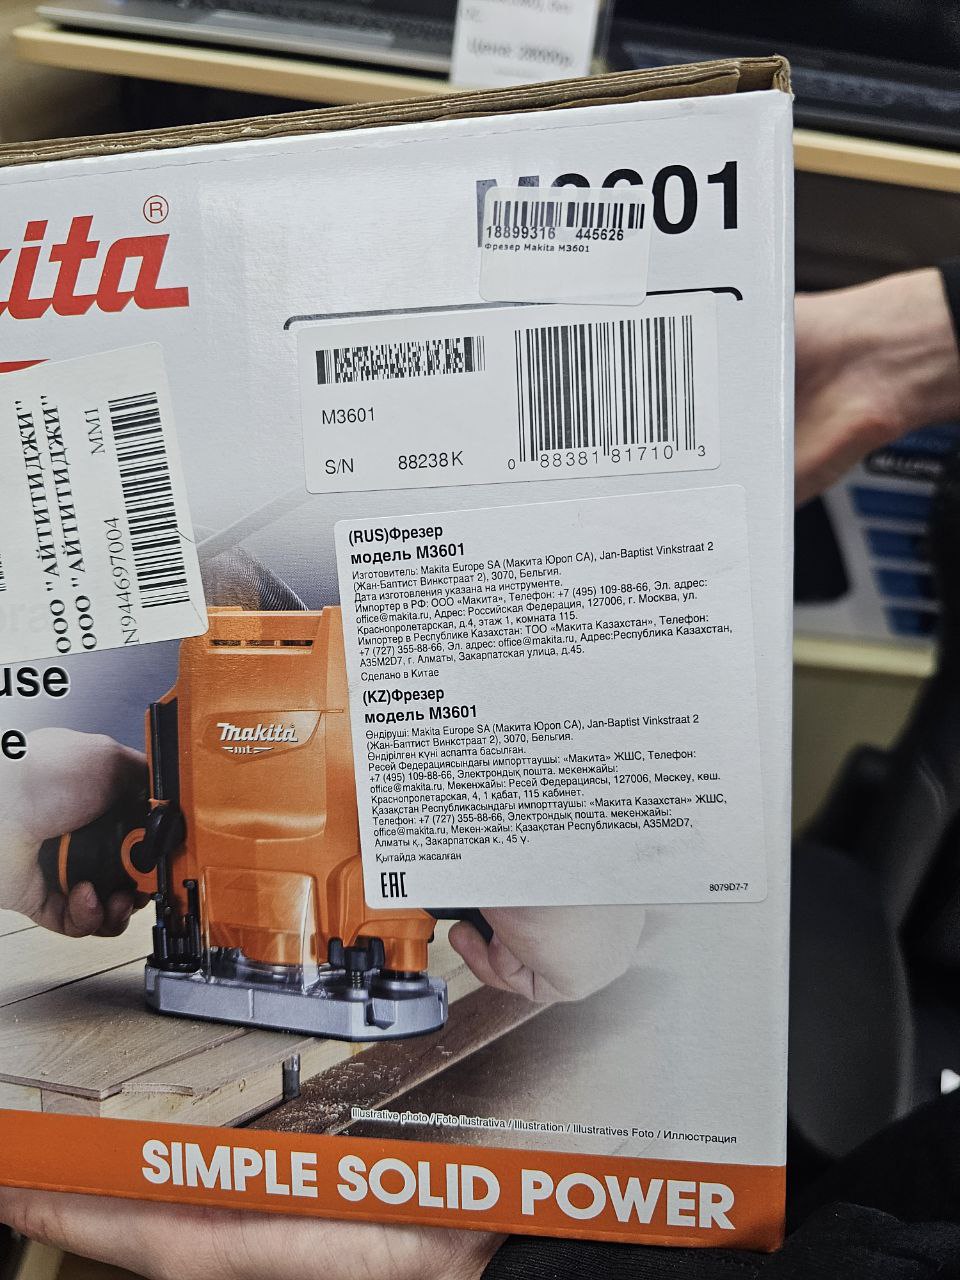 Цена: 28000р
M3601
18899316 445626
Фрезер Makita M3601
kita®
M3601
S/N 88238K
0 88381 81710 3
ООО "АЙТИТИДЖИ"
ООО "АЙТИТИДЖИ"
N944697004 MM1
use
e
(RUS)Фрезер
модель M3601
Изготовитель: Makita Europe SA (Макита Юроп СА), Jan-Baptist Vinkstraat 2
(Жан-Баптист Винкстраат 2), 3070, Бельгия.
Дата изготовления указана на инструменте.
Импортер в РФ: ООО «Макита», Телефон: +7 (495) 109-88-66, Эл. адрес:
office@makita.ru, Адрес: Российская Федерация, 127006, г. Москва, ул.
Краснопролетарская, д.4, этаж 1, комната 115.
Импортер в Республике Казахстан: ТОО «Макита Казахстан», Телефон:
+7 (727) 355-88-66, Эл. адрес: office@makita.ru, Адрес:Республика Казахстан,
A35M2D7, г. Алматы, Закарпатская улица, д.45.
Сделано в Китае
(KZ)Фрезер
модель M3601
Өндіруші: Makita Europe SA (Макита Юроп СА), Jan-Baptist Vinkstraat 2
(Жан-Баптист Винкстраат 2), 3070, Бельгия.
Өндірілген күні аспапта басылған.
Ресей Федерациясындағы импорттаушы: «Макита» ЖШС, Телефон:
+7 (495) 109-88-66, Электрондық пошта. мекенжайы:
office@makita.ru, Мекенжайы: Ресей Федерациясы, 127006, Мәскеу, көш.
Краснопролетарская, 4, 1 қабат, 115 кабинет.
Қазақстан Республикасындағы импорттаушы: «Макита Казахстан» ЖШС,
Телефон: +7 (727) 355-88-66, Электрондық пошта. мекенжайы:
office@makita.ru, Мекен-жайы: Қазақстан Республикасы, A35M2D7,
Алматы қ., Закарпатская к., 45 ү.
Қытайда жасалған
EAC
8079D7-7
makita
mt
Illustrative photo / Foto Ilustrativa / Illustration / Illustratives Foto / Иллюстрация
SIMPLE SOLID POWER